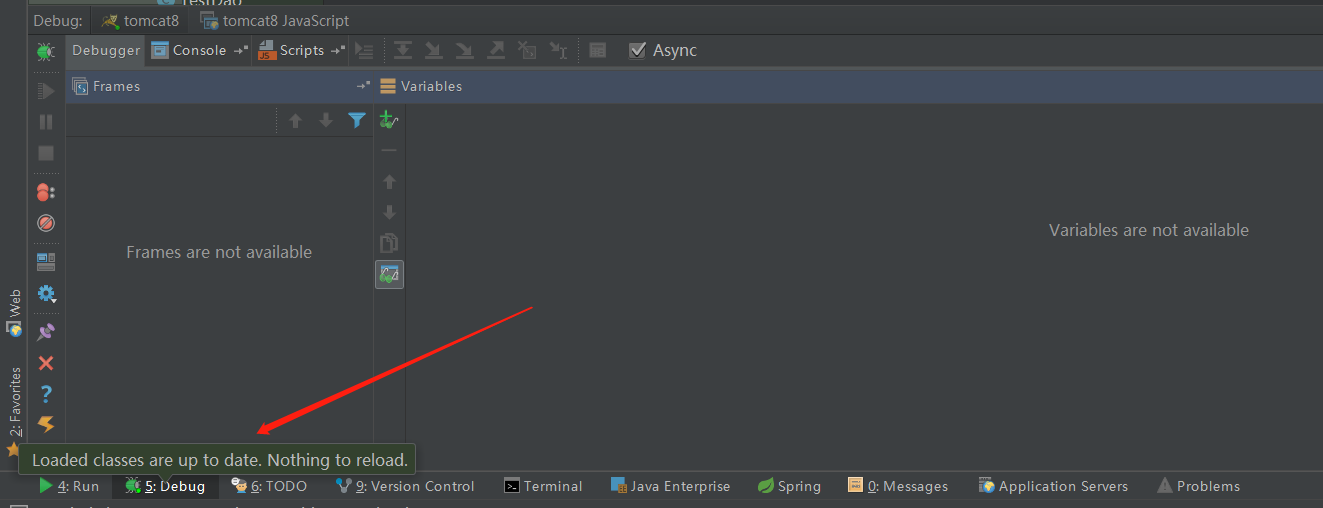 TestDao
Debug: tomcat8 tomcat8 JavaScript
Debugger Console Scripts Async
Frames Variables
Variables are not available
Frames are not available
Web
2: Favorites
Loaded classes are up to date. Nothing to reload.
4: Run 5: Debug 6: TODO 9: Version Control Terminal Java Enterprise Spring 0: Messages Application Servers Problems